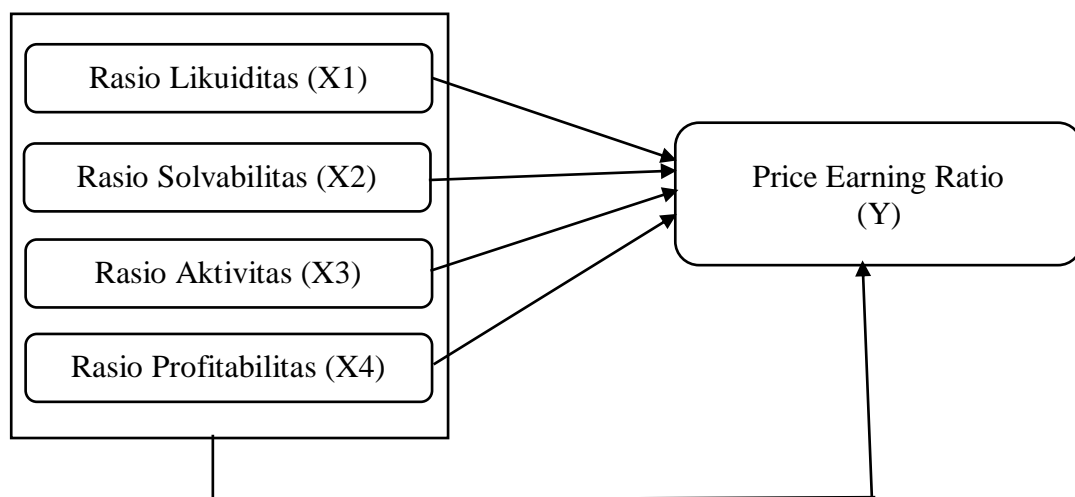 Rasio Likuiditas (X1)
Rasio Solvabilitas (X2)
Rasio Aktivitas (X3)
Rasio Profitabilitas (X4)
Price Earning Ratio
(Y)